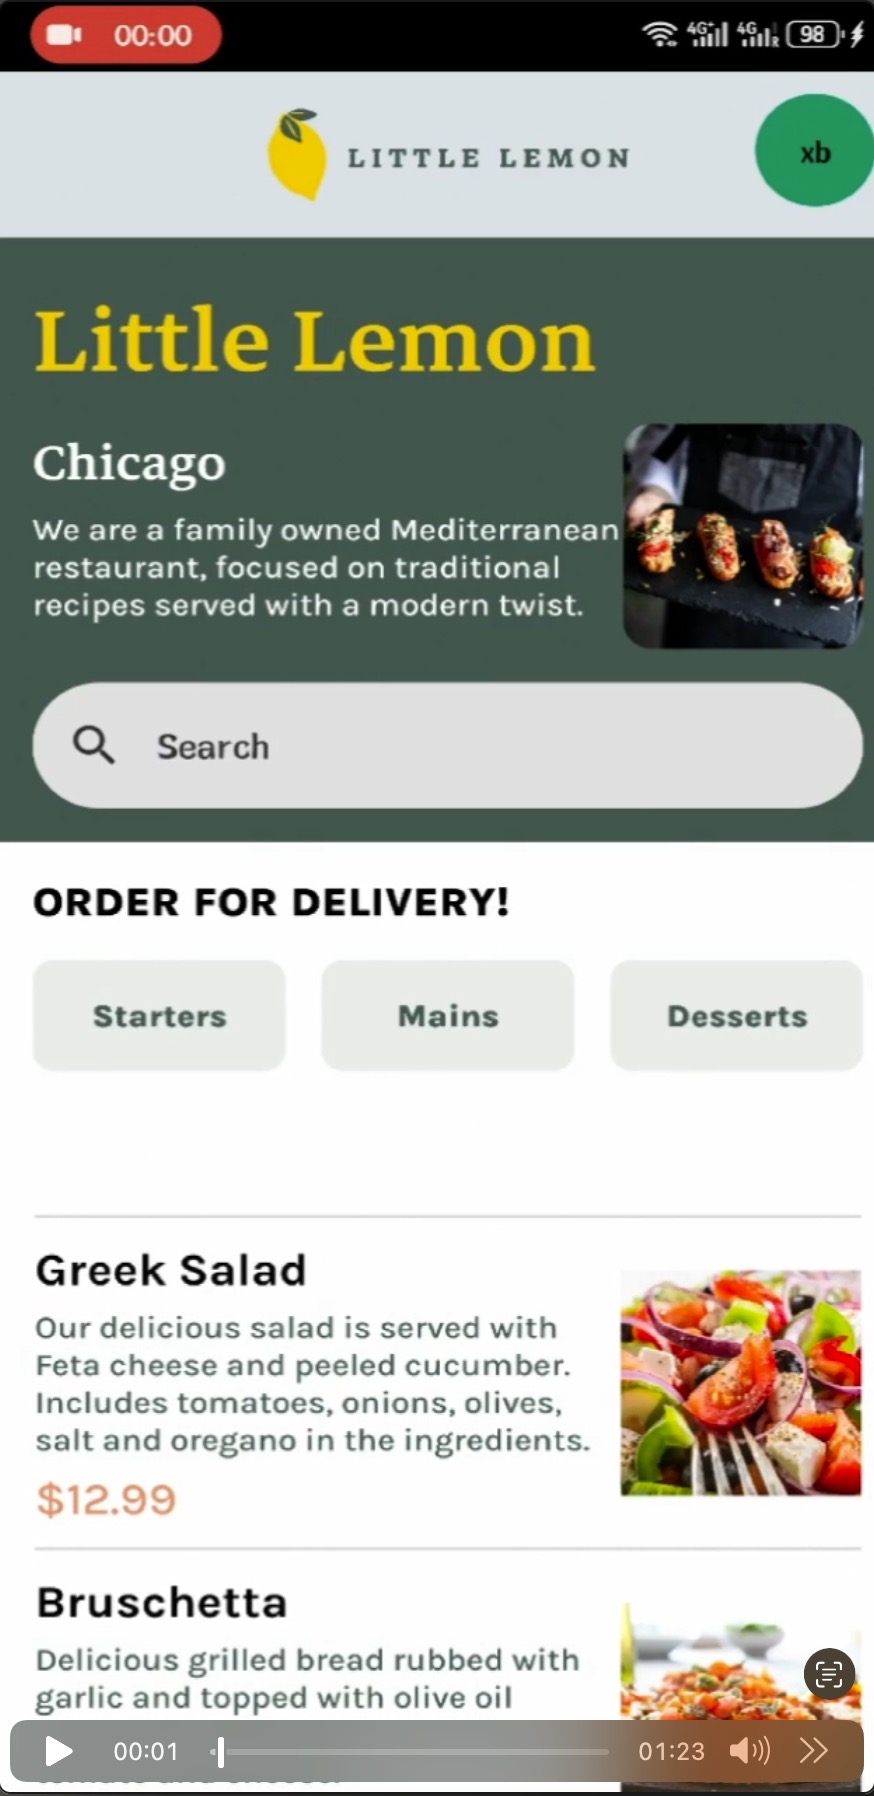 00:00
4G+ 4G R 98
LITTLE LEMON
xb
Little Lemon
Chicago
We are a family owned Mediterranean
restaurant, focused on traditional
recipes served with a modern twist.
Search
ORDER FOR DELIVERY!
Starters Mains Desserts
Greek Salad
Our delicious salad is served with
Feta cheese and peeled cucumber.
Includes tomatoes, onions, olives,
salt and oregano in the ingredients.
$12.99
Bruschetta
Delicious grilled bread rubbed with
garlic and topped with olive oil
00:01 01:23